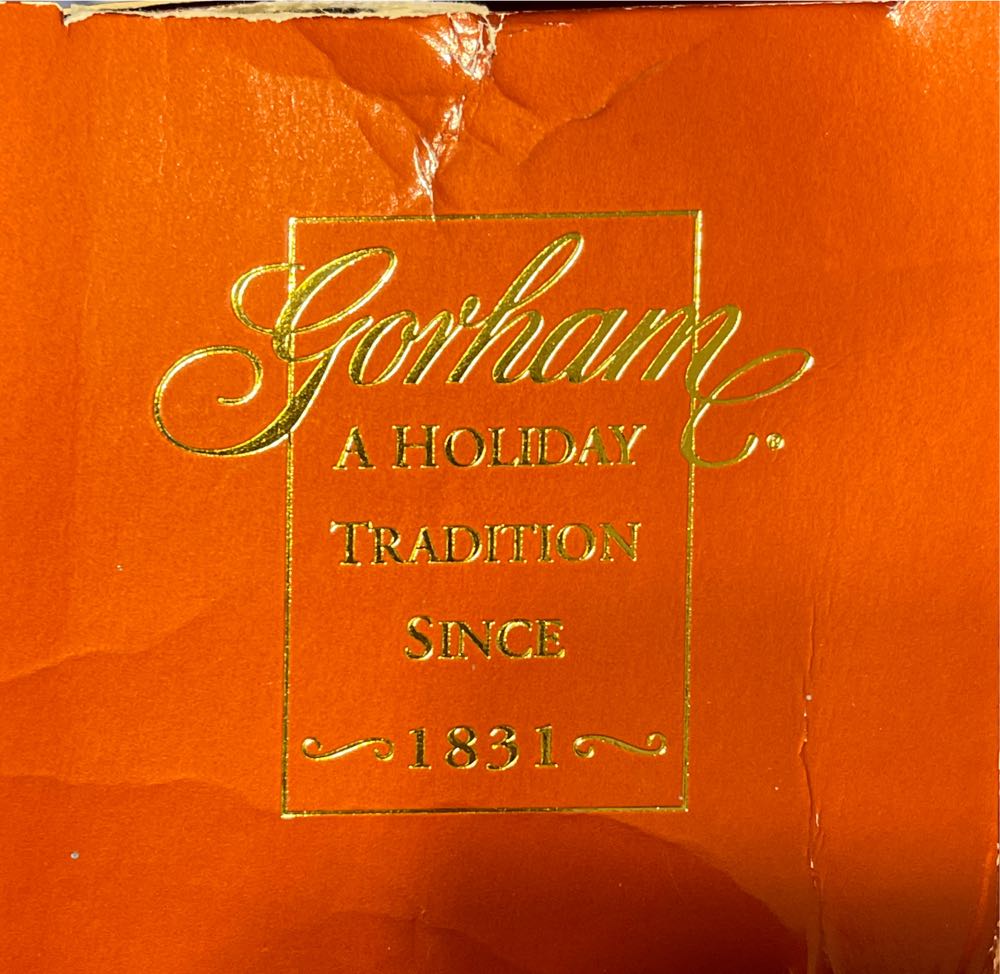 Gorham®
A HOLIDAY
TRADITION
SINCE
1831